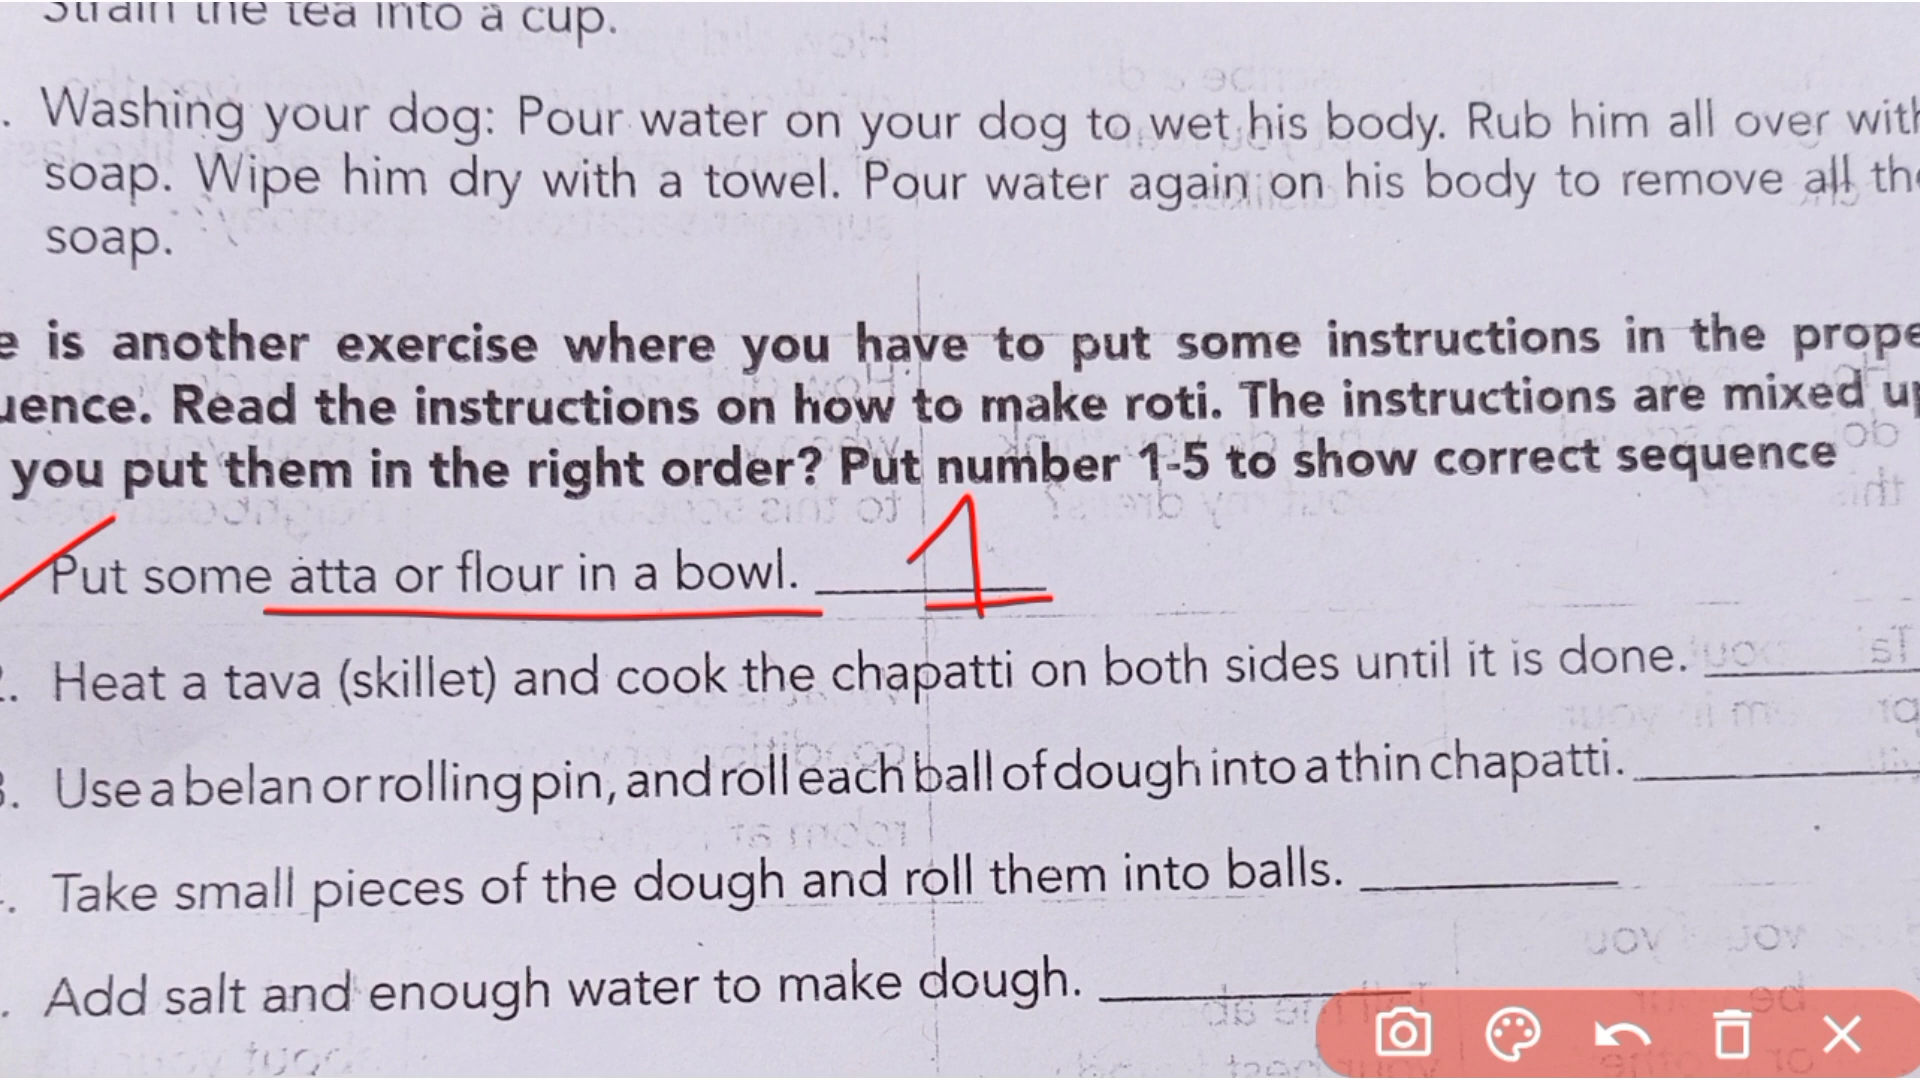 Strain the tea into a cup.
. Washing your dog: Pour water on your dog to wet his body. Rub him all over with
soap. Wipe him dry with a towel. Pour water again on his body to remove all the
soap.
e is another exercise where you have to put some instructions in the prope
uence. Read the instructions on how to make roti. The instructions are mixed up
you put them in the right order? Put number 1-5 to show correct sequence
Put some atta or flour in a bowl. 1
2. Heat a tava (skillet) and cook the chapatti on both sides until it is done.
3. Use a belan or rolling pin, and roll each ball of dough into a thin chapatti.
. Take small pieces of the dough and roll them into balls.
. Add salt and enough water to make dough.